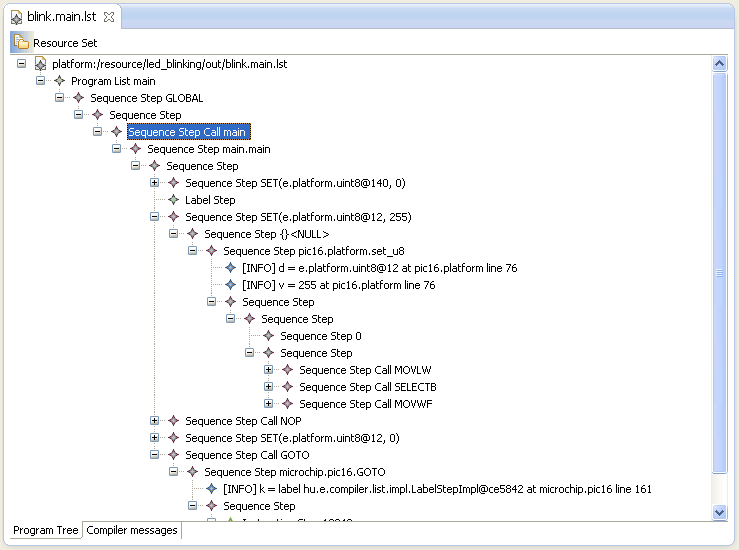 blink.main.lst
Resource Set
platform:/resource/led_blinking/out/blink.main.lst
Program List main
Sequence Step GLOBAL
Sequence Step
Sequence Step Call main
Sequence Step main.main
Sequence Step
Sequence Step SET(e.platform.uint8@140, 0)
Label Step
Sequence Step SET(e.platform.uint8@12, 255)
Sequence Step {}<NULL>
Sequence Step pic16.platform.set_u8
[INFO] d = e.platform.uint8@12 at pic16.platform line 76
[INFO] v = 255 at pic16.platform line 76
Sequence Step
Sequence Step
Sequence Step 0
Sequence Step
Sequence Step Call MOVLW
Sequence Step Call SELECTB
Sequence Step Call MOVWF
Sequence Step Call NOP
Sequence Step SET(e.platform.uint8@12, 0)
Sequence Step Call GOTO
Sequence Step microchip.pic16.GOTO
[INFO] k = label hu.e.compiler.list.impl.LabelStepImpl@ce5842 at microchip.pic16 line 161
Sequence Step
Program Tree Compiler messages